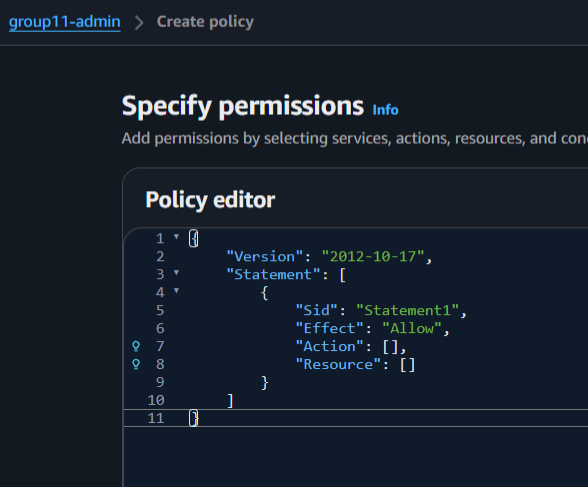 group11-admin > Create policy
Specify permissions Info
Add permissions by selecting services, actions, resources, and con
Policy editor
1 {
2 "Version": "2012-10-17",
3 "Statement": [
4 {
5 "Sid": "Statement1",
6 "Effect": "Allow",
7 "Action": [],
8 "Resource": []
9 }
10 ]
11 }